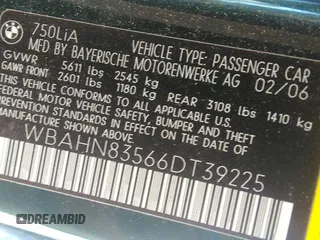 750LiA VEHICLE TYPE: PASSENGER CAR
MFD BY BAYERISCHE MOTORENWERKE AG 02/06
GVWR 5611 lbs 2545 kg
GAWR FRONT 2601 lbs 1180 kg REAR 3108 lbs 1410 kg
THIS VEHICLE CONFORMS TO ALL APPLICABLE
FEDERAL MOTOR VEHICLE SAFETY, BUMPER, AND
THEFT PREVENTION STANDARDS IN EFFECT ON THE
DATE OF MANUFACTURE SHOWN ABOVE.
WBAHN83566DT39225
DREAMBID